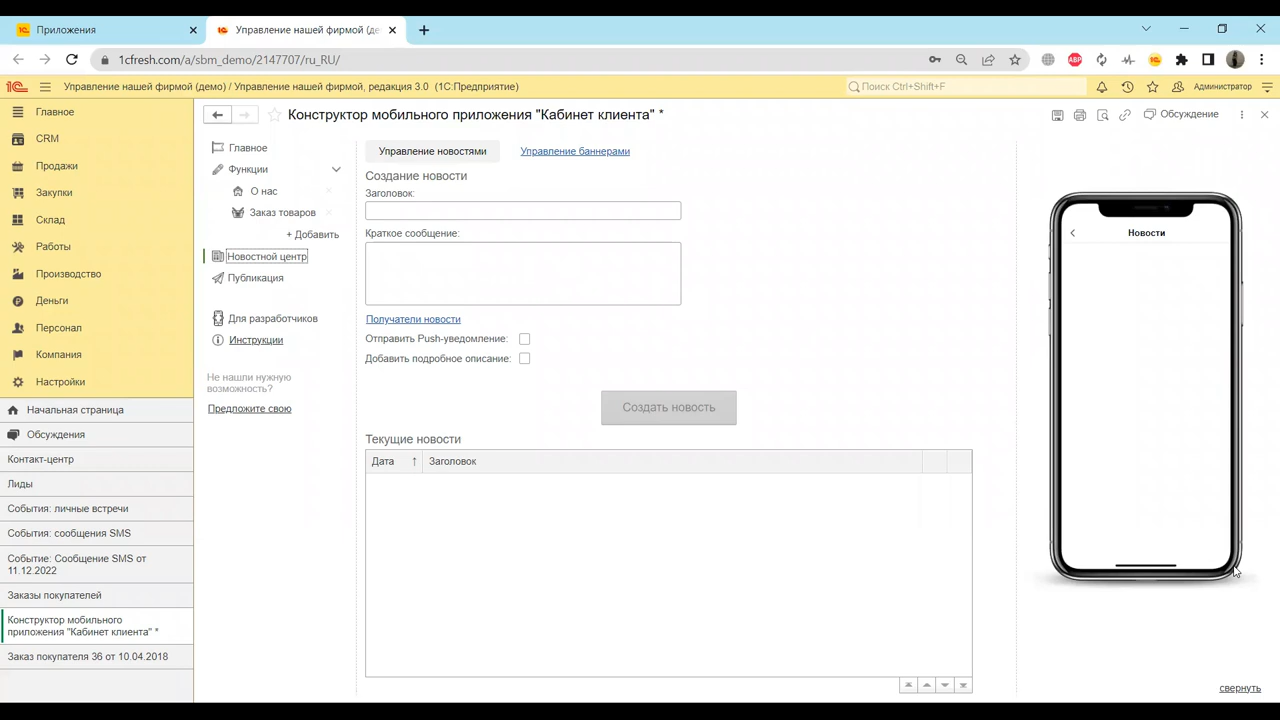 Приложения
Управление нашей фирмой (де
1cfresh.com/a/sbm_demo/2147707/ru_RU/
ABP
1С
Управление нашей фирмой (демо) / Управление нашей фирмой, редакция 3.0 (1С:Предприятие)
Поиск Ctrl+Shift+F
Администратор
Главное
CRM
Продажи
Закупки
Склад
Работы
Производство
Деньги
Персонал
Компания
Настройки
Начальная страница
Обсуждения
Контакт-центр
Лиды
События: личные встречи
События: сообщения SMS
Событие: Сообщение SMS от
11.12.2022
Заказы покупателей
Конструктор мобильного
приложения "Кабинет клиента" *
Заказ покупателя 36 от 10.04.2018
Конструктор мобильного приложения "Кабинет клиента" *
Обсуждение
Главное
Функции
О нас
Заказ товаров
+ Добавить
Новостной центр
Публикация
Для разработчиков
Инструкции
Не нашли нужную
возможность?
Предложите свою
Управление новостями
Управление баннерами
Создание новости
Заголовок:
Краткое сообщение:
Получатели новости
Отправить Push-уведомление:
Добавить подробное описание:
Создать новость
Текущие новости
Дата
Заголовок
Новости
свернуть